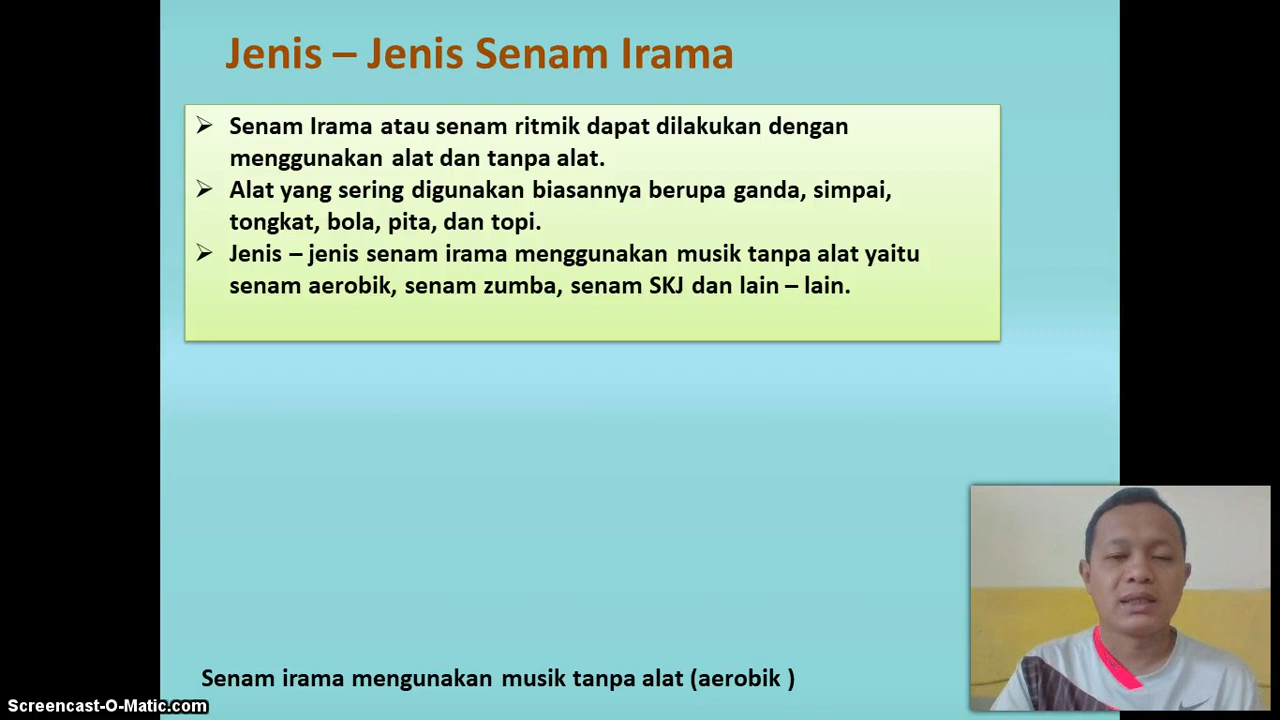 Jenis – Jenis Senam Irama
➢ Senam Irama atau senam ritmik dapat dilakukan dengan
menggunakan alat dan tanpa alat.
➢ Alat yang sering digunakan biasannya berupa ganda, simpai,
tongkat, bola, pita, dan topi.
➢ Jenis – jenis senam irama menggunakan musik tanpa alat yaitu
senam aerobik, senam zumba, senam SKJ dan lain – lain.
Senam irama mengunakan musik tanpa alat (aerobik )
Screencast-O-Matic.com